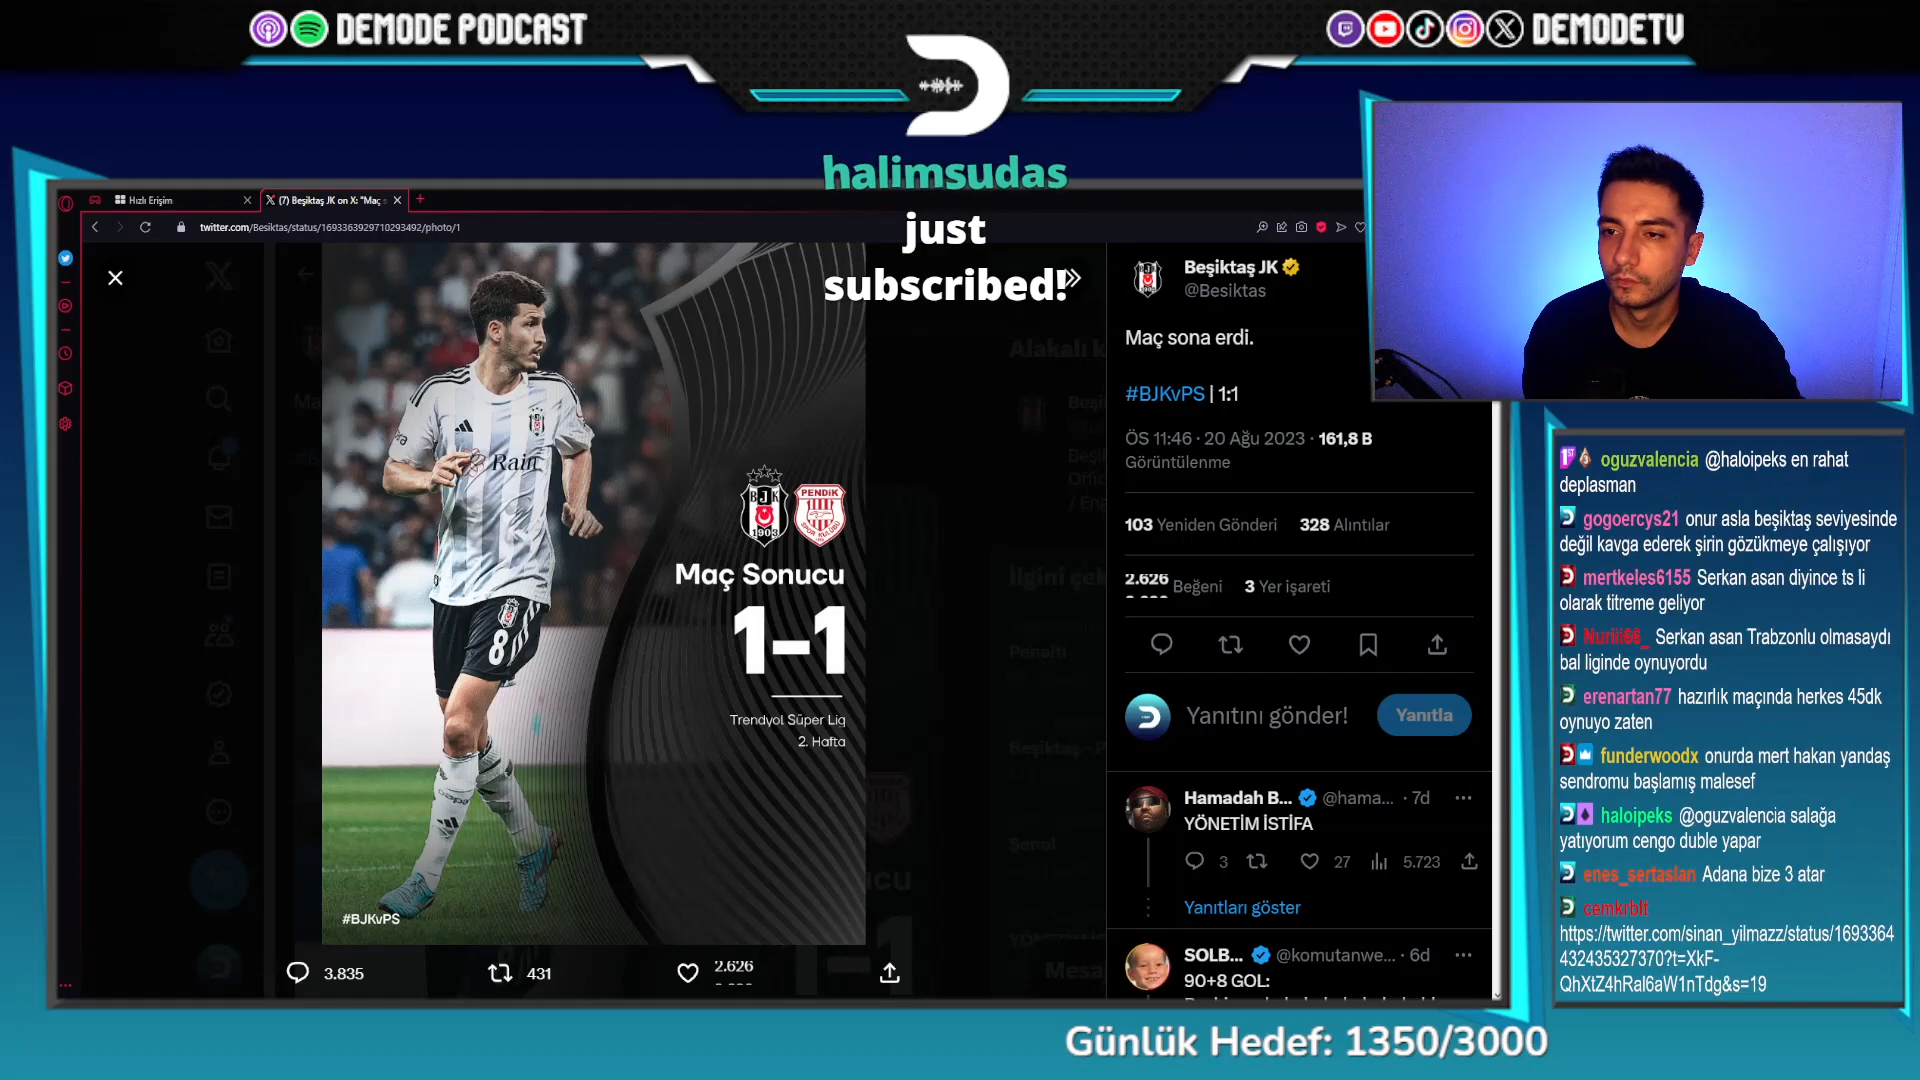 DEMODE PODCAST
DEMODETV
halimsudas
just
subscribed!
Hızlı Erişim
(7) Beşiktaş JK on X: "Maç s
twitter.com/Besiktas/status/1693363929710293492/photo/1
Rain
8
BJK
1903
PENDİK
Maç Sonucu
1-1
Trendyol Süper Lig
2. Hafta
#BJKvPS
3.835
431
2.626
Beşiktaş JK
@Besiktas
Maç sona erdi.
#BJKvPS | 1:1
ÖS 11:46 · 20 Ağu 2023 · 161,8 B
Görüntülenme
103 Yeniden Gönderi 328 Alıntılar
2.626 Beğeni 3 Yer işareti
Yanıtını gönder!
Yanıtla
Hamadah B... @hama... · 7d
YÖNETİM İSTİFA
3 27 5.723
Yanıtları göster
SOLB... @komutanwe... · 6d
90+8 GOL:
oguzvalencia @haloipeks en rahat
deplasman
gogoercys21 onur asla beşiktaş seviyesinde
değil kavga ederek şirin gözükmeye çalışıyor
mertkeles6155 Serkan asan diyince ts li
olarak titreme geliyor
Nuriii66_ Serkan asan Trabzonlu olmasaydı
bal liginde oynuyordu
erenartan77 hazırlık maçında herkes 45dk
oynuyo zaten
funderwoodx onurda mert hakan yandaş
sendromu başlamış malesef
haloipeks @oguzvalencia salağa
yatıyorum cengo duble yapar
enes_sertaslan Adana bize 3 atar
cemkrblt
https://twitter.com/sinan_yilmazz/status/1693364
432435327370?t=XkF-
QhXtZ4hRal6aW1nTdg&s=19
Günlük Hedef: 1350/3000